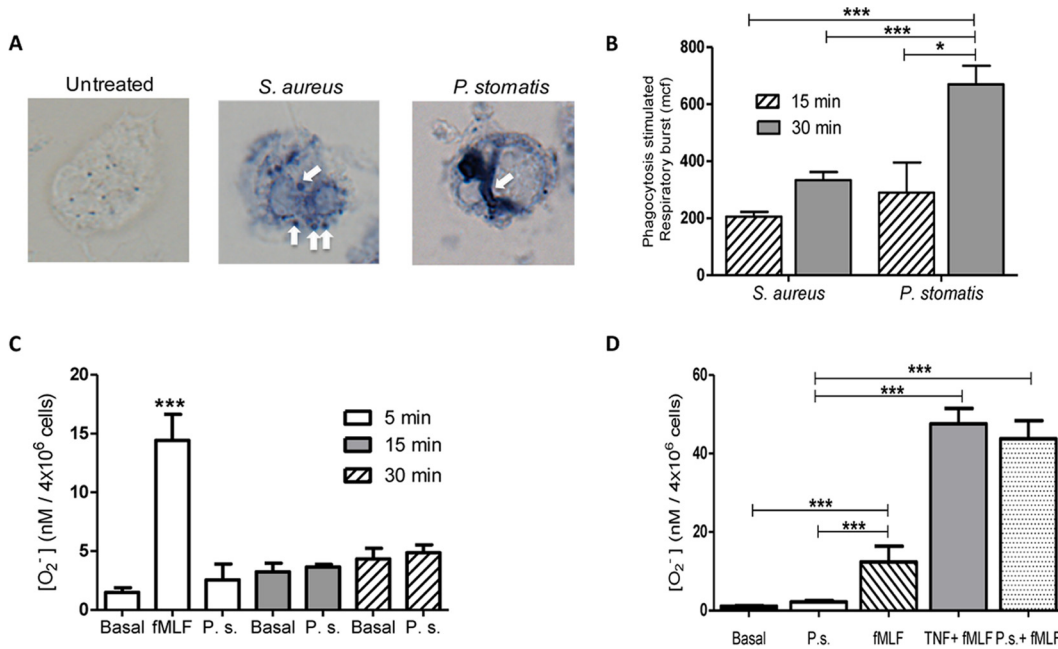 A
Untreated
S. aureus
P. stomatis
B
***
***
*
Phagocytosis stimulated
Respiratory burst (mcf)
800
600
400
200
0
15 min
30 min
S. aureus
P. stomatis
C
[O2-] (nM / 4x10^6 cells)
20
15
10
5
0
***
5 min
15 min
30 min
Basal fMLF P. s. Basal P. s. Basal P. s.
D
[O2-] (nM / 4x10^6 cells)
60
40
20
0
***
***
***
***
Basal P.s. fMLF TNF+ fMLF P.s.+ fMLF